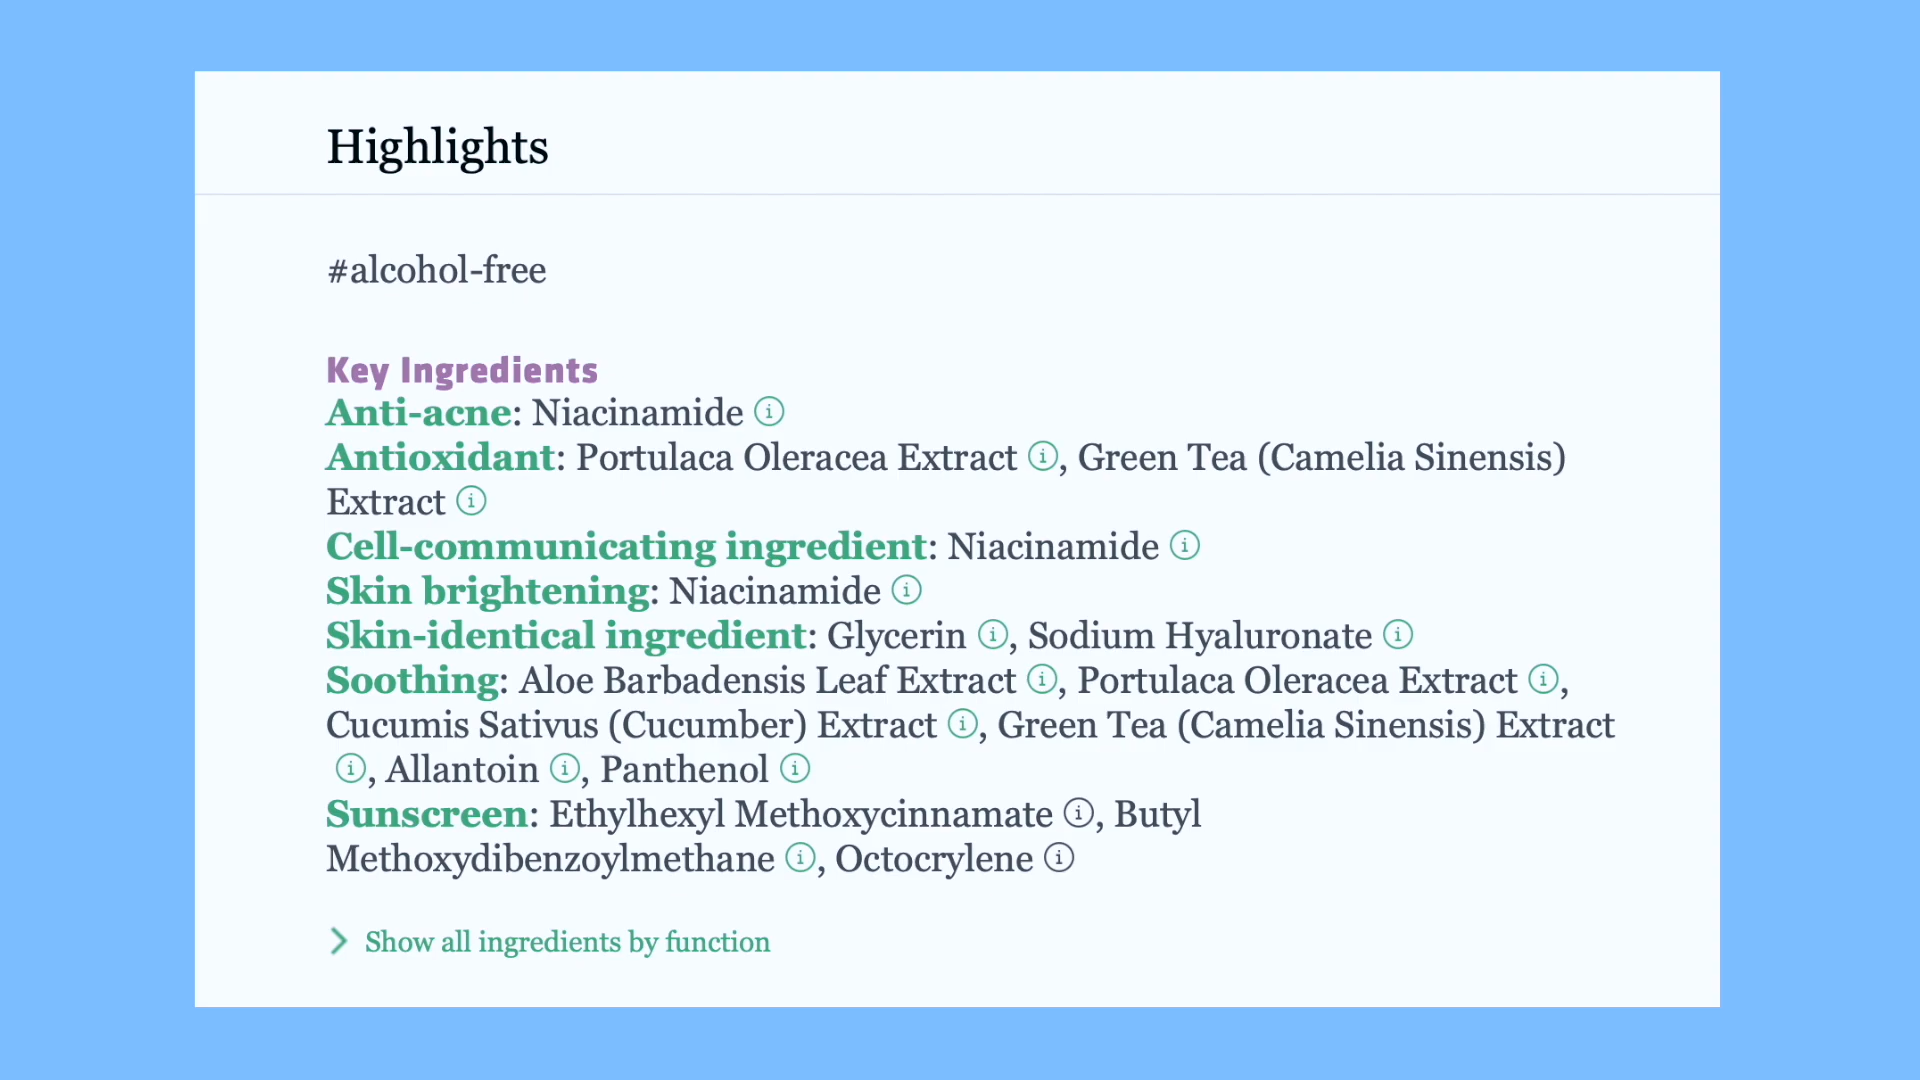 Highlights
#alcohol-free
Key Ingredients
Anti-acne: Niacinamide ⓘ
Antioxidant: Portulaca Oleracea Extract ⓘ, Green Tea (Camelia Sinensis)
Extract ⓘ
Cell-communicating ingredient: Niacinamide ⓘ
Skin brightening: Niacinamide ⓘ
Skin-identical ingredient: Glycerin ⓘ, Sodium Hyaluronate ⓘ
Soothing: Aloe Barbadensis Leaf Extract ⓘ, Portulaca Oleracea Extract ⓘ,
Cucumis Sativus (Cucumber) Extract ⓘ, Green Tea (Camelia Sinensis) Extract
ⓘ, Allantoin ⓘ, Panthenol ⓘ
Sunscreen: Ethylhexyl Methoxycinnamate ⓘ, Butyl
Methoxydibenzoylmethane ⓘ, Octocrylene ⓘ
Show all ingredients by function